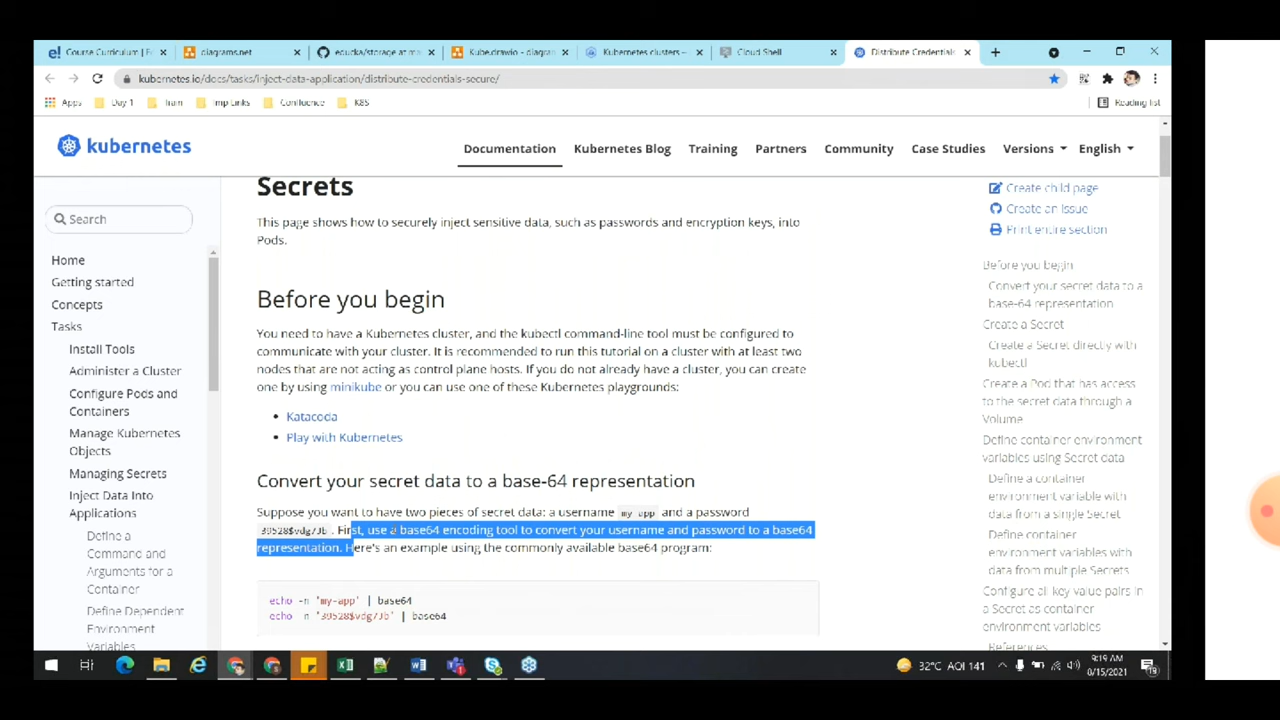 Course Curriculum | E
diagrams.net
educka/storage at ma
Kube.drawio - diagram
Kubernetes clusters –
Cloud Shell
Distribute Credentials
kubernetes.io/docs/tasks/inject-data-application/distribute-credentials-secure/
Apps
Day 1
Train
Imp Links
Confluence
K8S
Reading list
kubernetes
Documentation
Kubernetes Blog
Training
Partners
Community
Case Studies
Versions
English
Search
Home
Getting started
Concepts
Tasks
Install Tools
Administer a Cluster
Configure Pods and
Containers
Manage Kubernetes
Objects
Managing Secrets
Inject Data Into
Applications
Define a
Command and
Arguments for a
Container
Define Dependent
Environment
Variables
Secrets
This page shows how to securely inject sensitive data, such as passwords and encryption keys, into
Pods.
Before you begin
You need to have a Kubernetes cluster, and the kubectl command-line tool must be configured to
communicate with your cluster. It is recommended to run this tutorial on a cluster with at least two
nodes that are not acting as control plane hosts. If you do not already have a cluster, you can create
one by using minikube or you can use one of these Kubernetes playgrounds:
Katacoda
Play with Kubernetes
Convert your secret data to a base-64 representation
Suppose you want to have two pieces of secret data: a username my-app and a password
39528$vdg7Jb. First, use a base64 encoding tool to convert your username and password to a base64
representation. Here's an example using the commonly available base64 program:
echo -n 'my-app' | base64
echo -n '39528$vdg7Jb' | base64
Create child page
Create an issue
Print entire section
Before you begin
Convert your secret data to a
base-64 representation
Create a Secret
Create a Secret directly with
kubectl
Create a Pod that has access
to the secret data through a
Volume
Define container environment
variables using Secret data
Define a container
environment variable with
data from a single Secret
Define container
environment variables with
data from multiple Secrets
Configure all key-value pairs in
a Secret as container
environment variables
References
32°C AQI 141
9:19 AM
8/15/2021